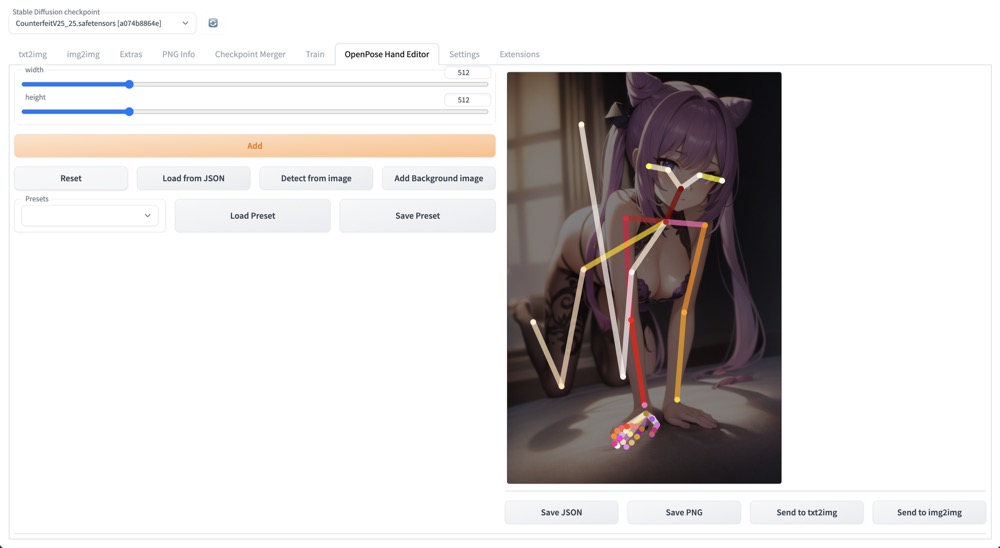 Stable Diffusion checkpoint
CounterfeitV25_25.safetensors [a074b8864e]
txt2img img2img Extras PNG Info Checkpoint Merger Train OpenPose Hand Editor Settings Extensions
width 512
height 512
Add
Reset Load from JSON Detect from image Add Background image
Presets
Load Preset Save Preset
Save JSON Save PNG Send to txt2img Send to img2img